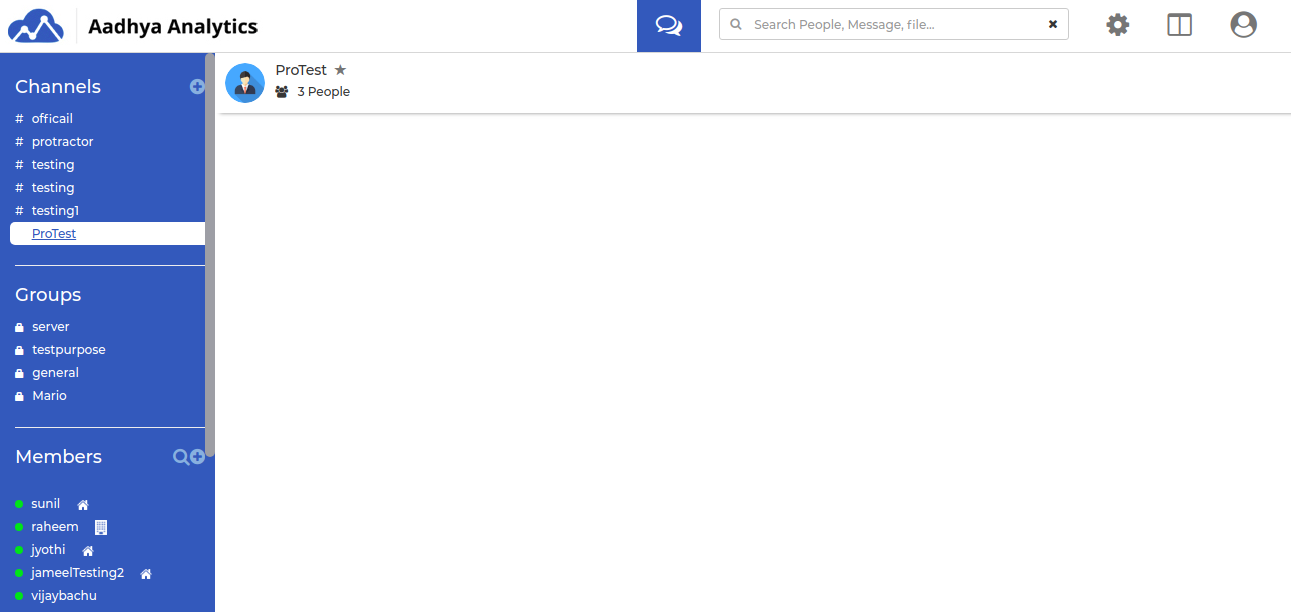 Aadhya Analytics
Search People, Message, file...
Channels
# officail
# protractor
# testing
# testing
# testing1
ProTest
Groups
server
testpurpose
general
Mario
Members
sunil
raheem
jyothi
jameelTesting2
vijaybachu
ProTest
3 People